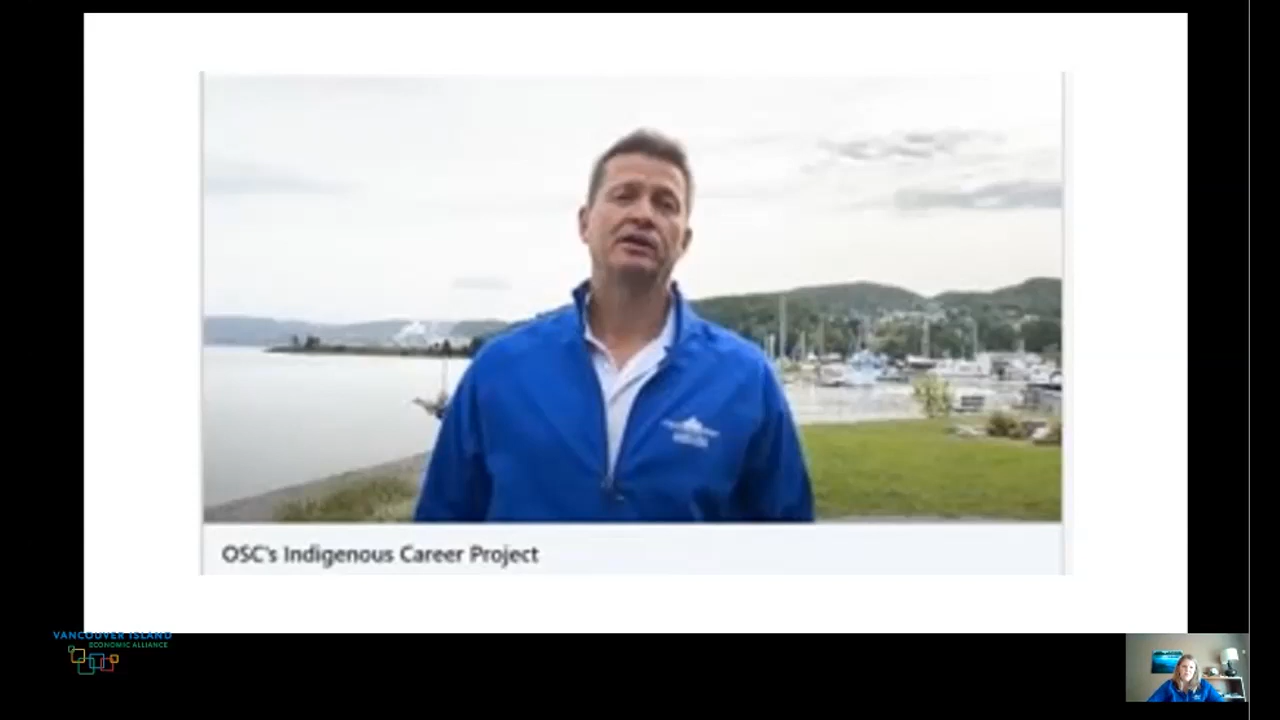 OSC's Indigenous Career Project
VANCOUVER ISLAND
ECONOMIC ALLIANCE